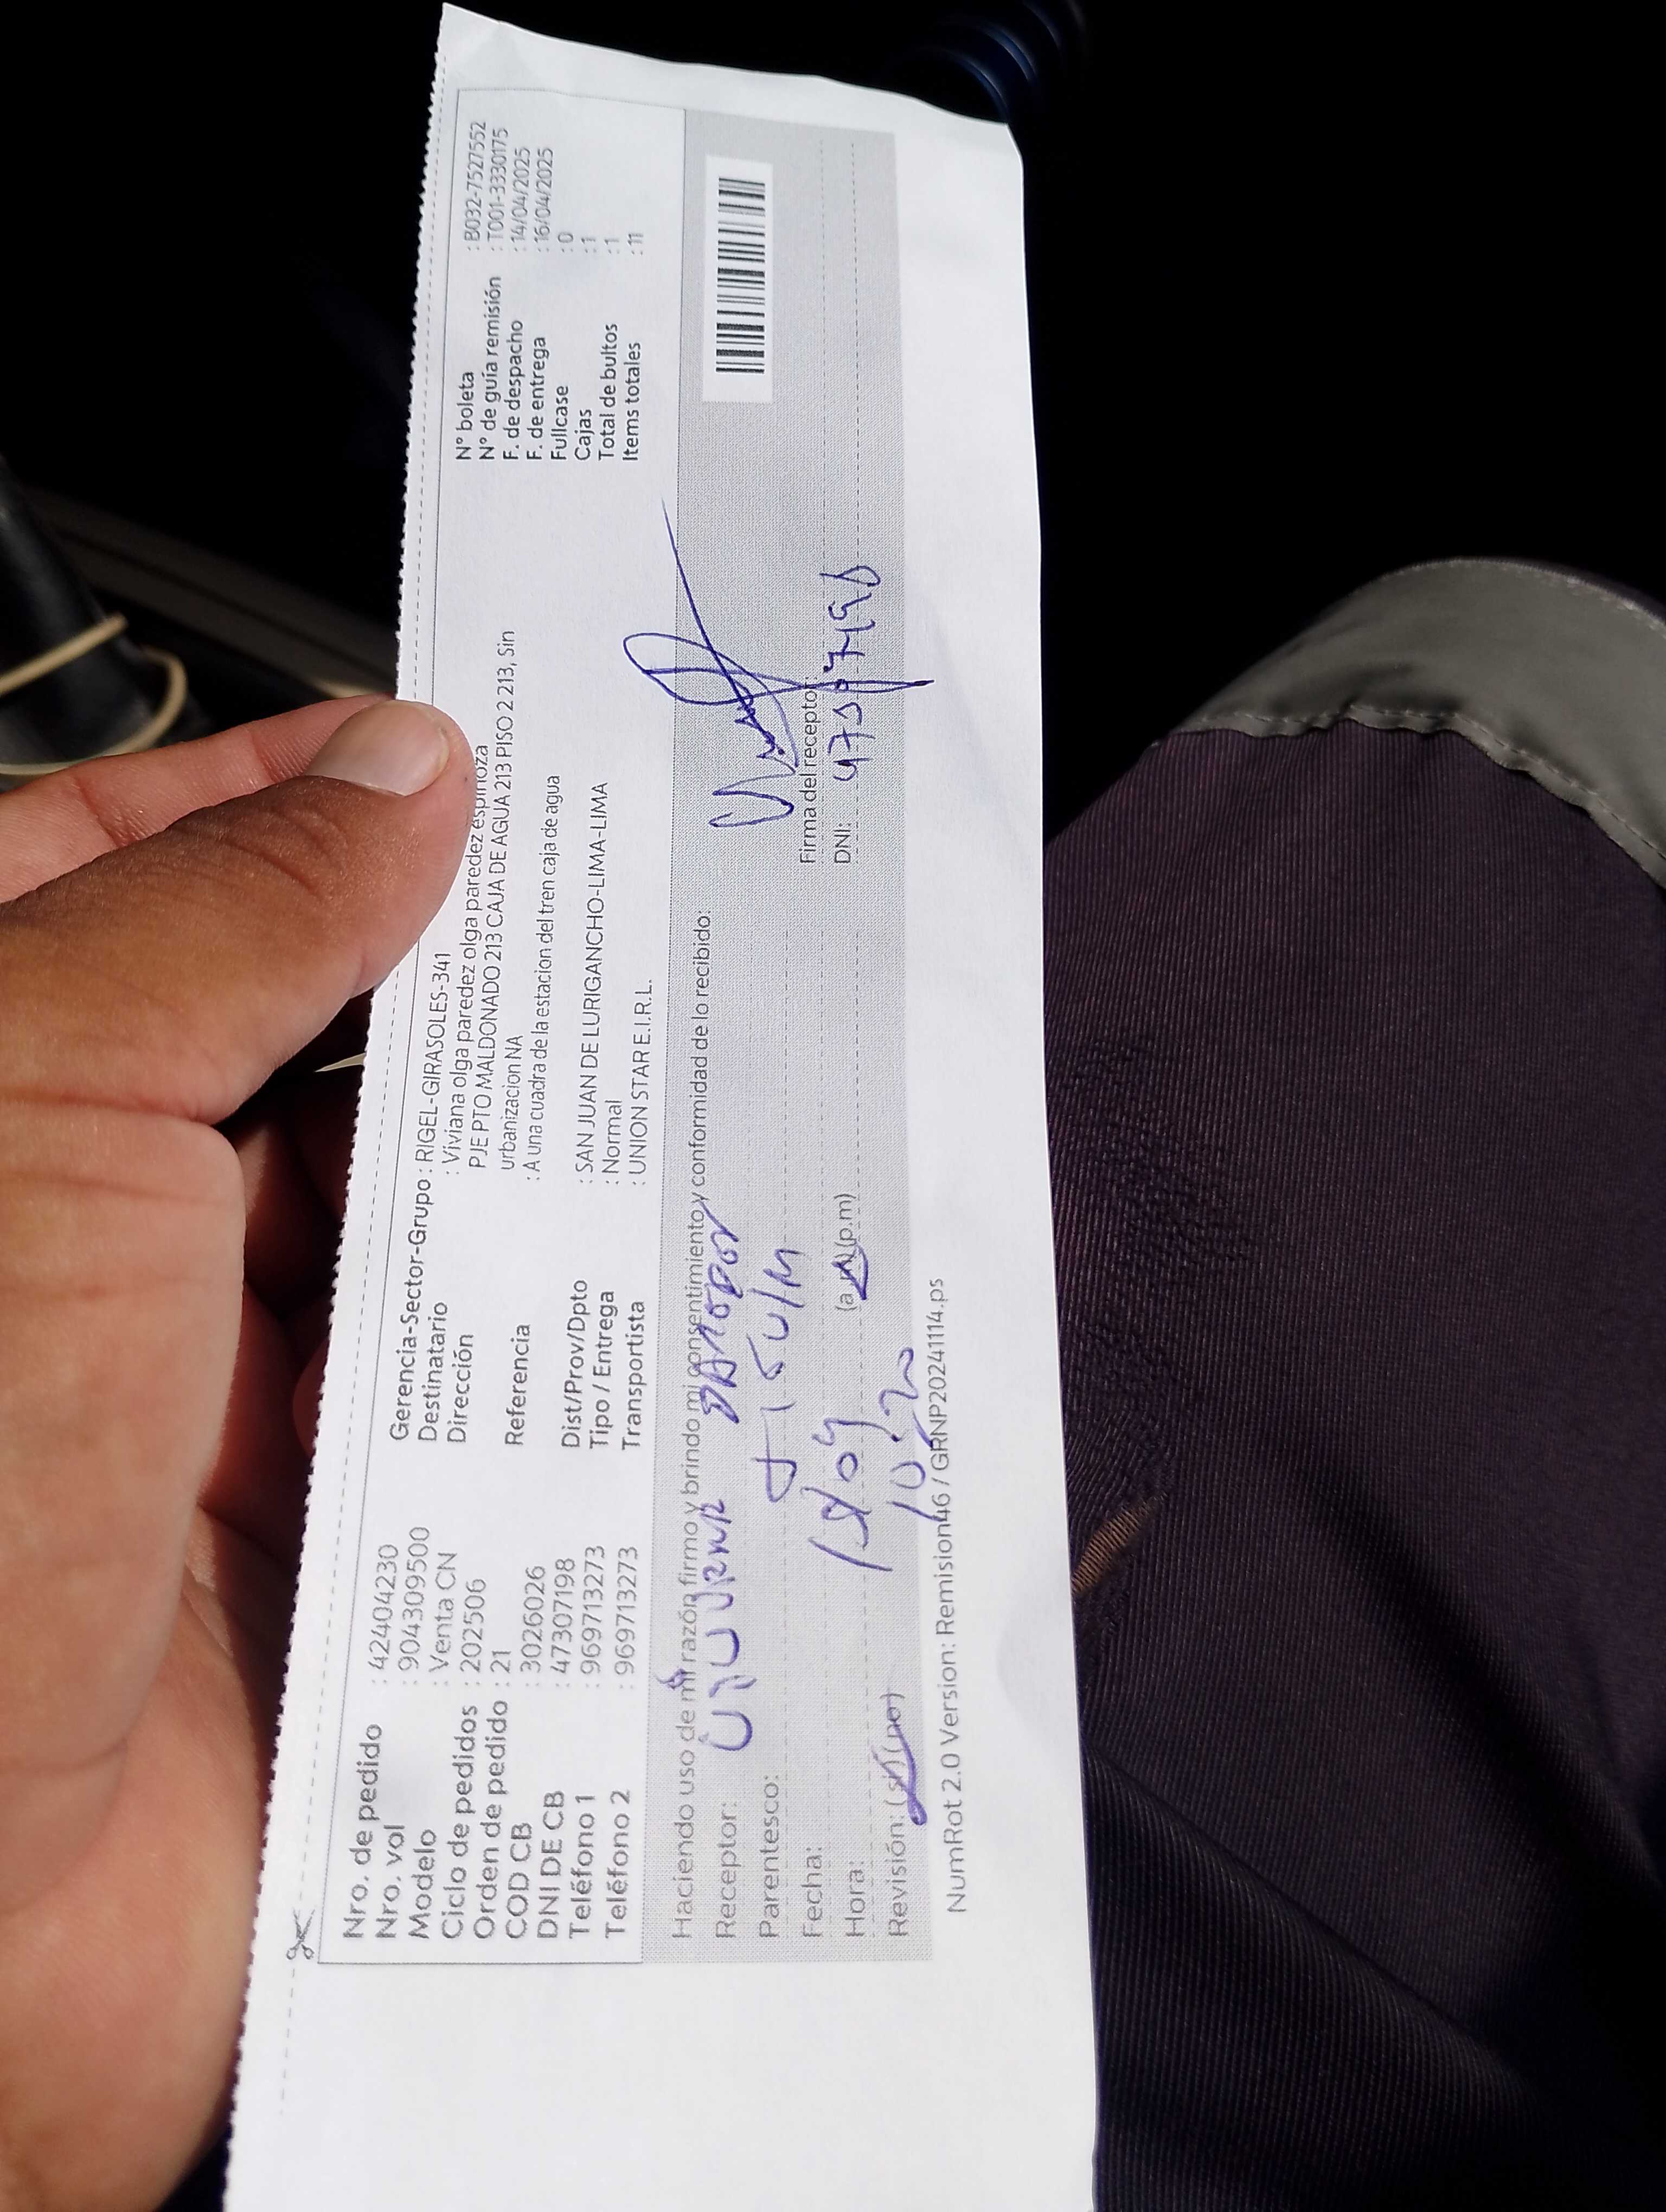 Nro. de pedido : 424404230
Nro. vol : 904309500
Modelo : Venta CN
Ciclo de pedidos : 202506
Orden de pedido : 21
COD CB : 3026026
DNI DE CB : 47307198
Teléfono 1 : 969713273
Teléfono 2 : 969713273
Gerencia-Sector-Grupo : RIGEL-GIRASOLES-341
Destinatario : Viviana olga paredez olga paredez espinoza
Dirección PJE PTO MALDONADO 213 CAJA DE AGUA 213 PISO 2 213, Sin
urbanizacion NA
Referencia : A una cuadra de la estacion del tren caja de agua
Dist/Prov/Dpto : SAN JUAN DE LURIGANCHO-LIMA-LIMA
Tipo / Entrega : Normal
Transportista : UNION STAR E.I.R.L.
N° boleta : B032-7527552
N° de guía remisión : T001-3330175
F. de despacho : 14/04/2025
F. de entrega : 16/04/2025
Fullcase : 0
Cajas : 1
Total de bultos : 1
Items totales : 11
Haciendo uso de mi razón firmo y brindo mi consentimiento y conformidad de lo recibido:
Receptor:
Parentesco:
Fecha:
Hora: 10:20 (a.m) (p.m)
Revisión: (si) (no)
Firma del receptor:
DNI:
NumRot 2.0 Version: Remision46 / GRNP20241114.ps